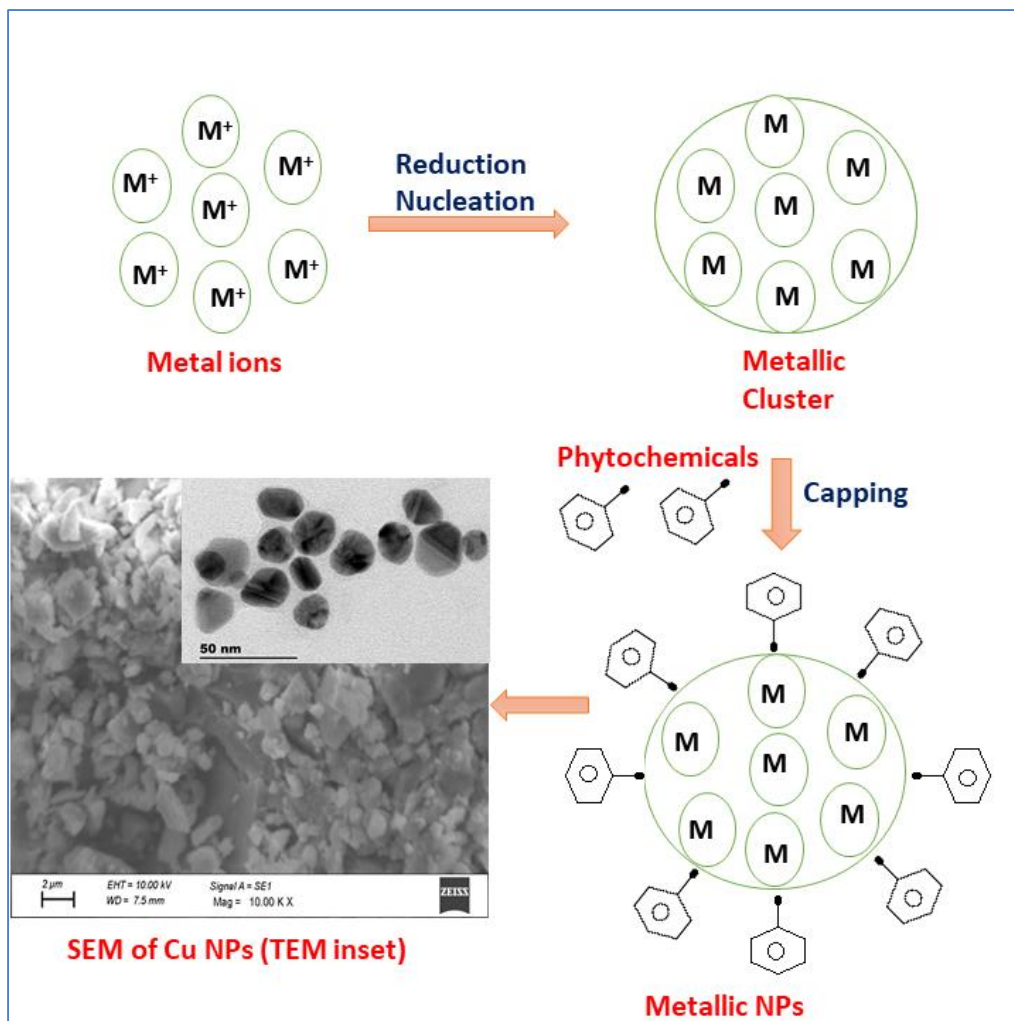 M⁺
M⁺
M⁺
M⁺
M⁺
M⁺
M⁺
Metal ions
Reduction
Nucleation
M
M
M
M
M
M
M
Metallic
Cluster
Phytochemicals
Capping
50 nm
2 µm
EHT = 10.00 kV
WD = 7.5 mm
Signal A = SE1
Mag = 10.00 K X
ZEISS
SEM of Cu NPs (TEM inset)
M
M
M
M
M
M
M
Metallic NPs